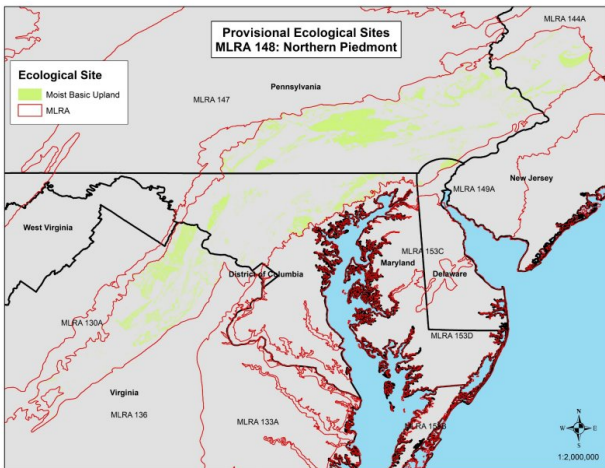 Provisional Ecological Sites
MLRA 148: Northern Piedmont
MLRA 144A
Ecological Site
Moist Basic Upland
MLRA
Pennsylvania
MLRA 147
New Jersey
MLRA 149A
West Virginia
MLRA 153C
Maryland
Delaware
District of Columbia
MLRA 130A
MLRA 153D
Virginia
MLRA 136
MLRA 133A
N
W
E
S
1:2,000,000